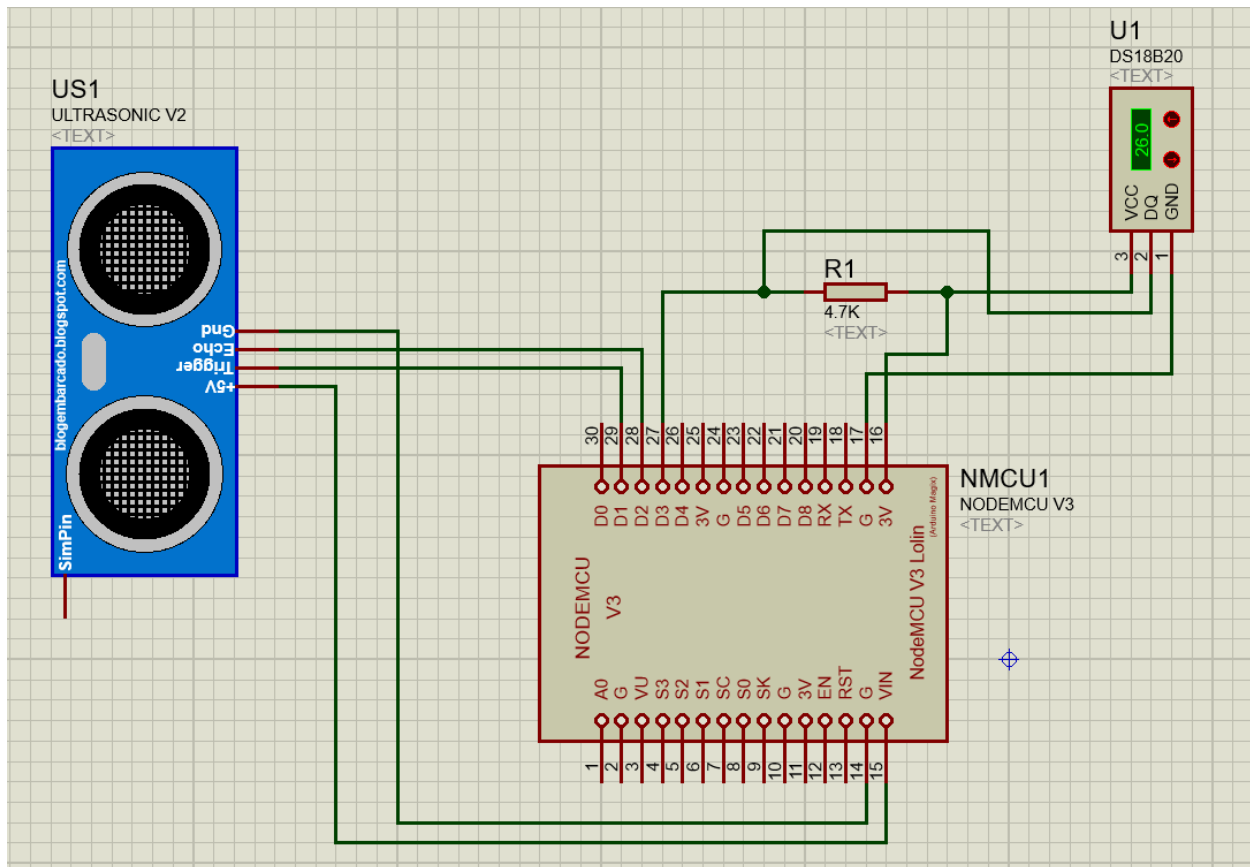 US1
ULTRASONIC V2
<TEXT>
blogembarcado.blogspot.com
Gnd
Echo
Trigger
+5V
SimPin
U1
DS18B20
<TEXT>
26.0
VCC
DQ
GND
3
2
1
R1
4.7K
<TEXT>
30
29
28
27
26
25
24
23
22
21
20
19
18
17
16
D0
D1
D2
D3
D4
3V
G
D5
D6
D7
D8
RX
TX
G
3V
(Arduino Magix)
NMCU1
NODEMCU V3
<TEXT>
NODEMCU
V3
NodeMCU V3 Lolin
A0
G
VU
S3
S2
S1
SC
S0
SK
G
3V
EN
RST
G
VIN
1
2
3
4
5
6
7
8
9
10
11
12
13
14
15